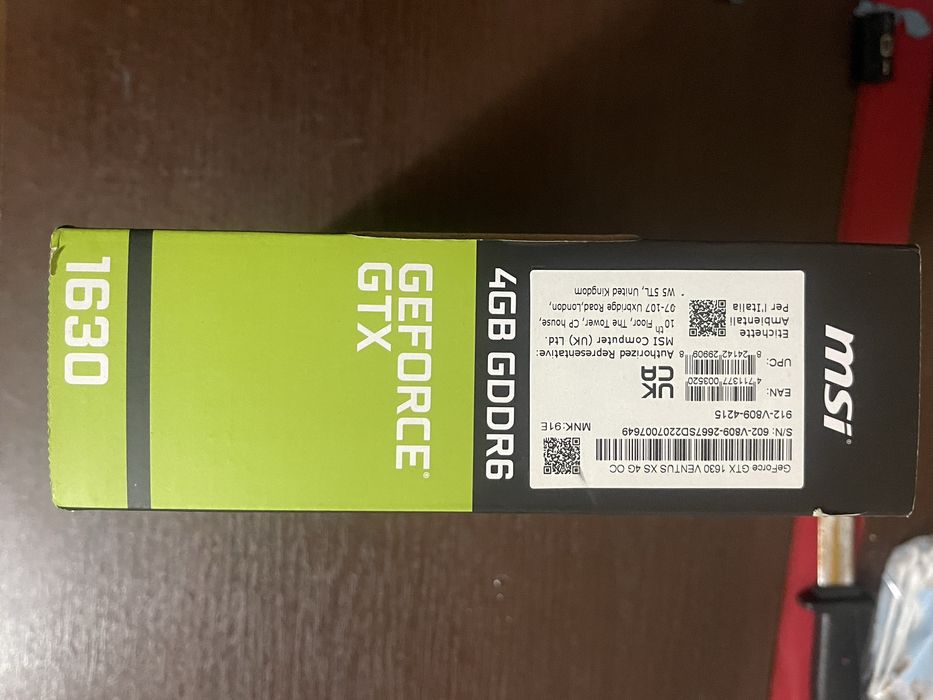 msi
GeForce GTX 1630 VENTUS XS 4G OC
S/N: 602-V809-266SD2207007649
912-V809-4215
MNK:91E
EAN:
4 711377 003520
UPC:
8 24142 29909 8
UK
CA
Etichette
Ambientali
Per l'Italia
Authorized Representative:
MSI Computer (UK) Ltd.
10th Floor, The Tower, CP house,
97-107 Uxbridge Road,London,
W5 5TL, United Kingdom
4GB GDDR6
GEFORCE®
GTX
1630